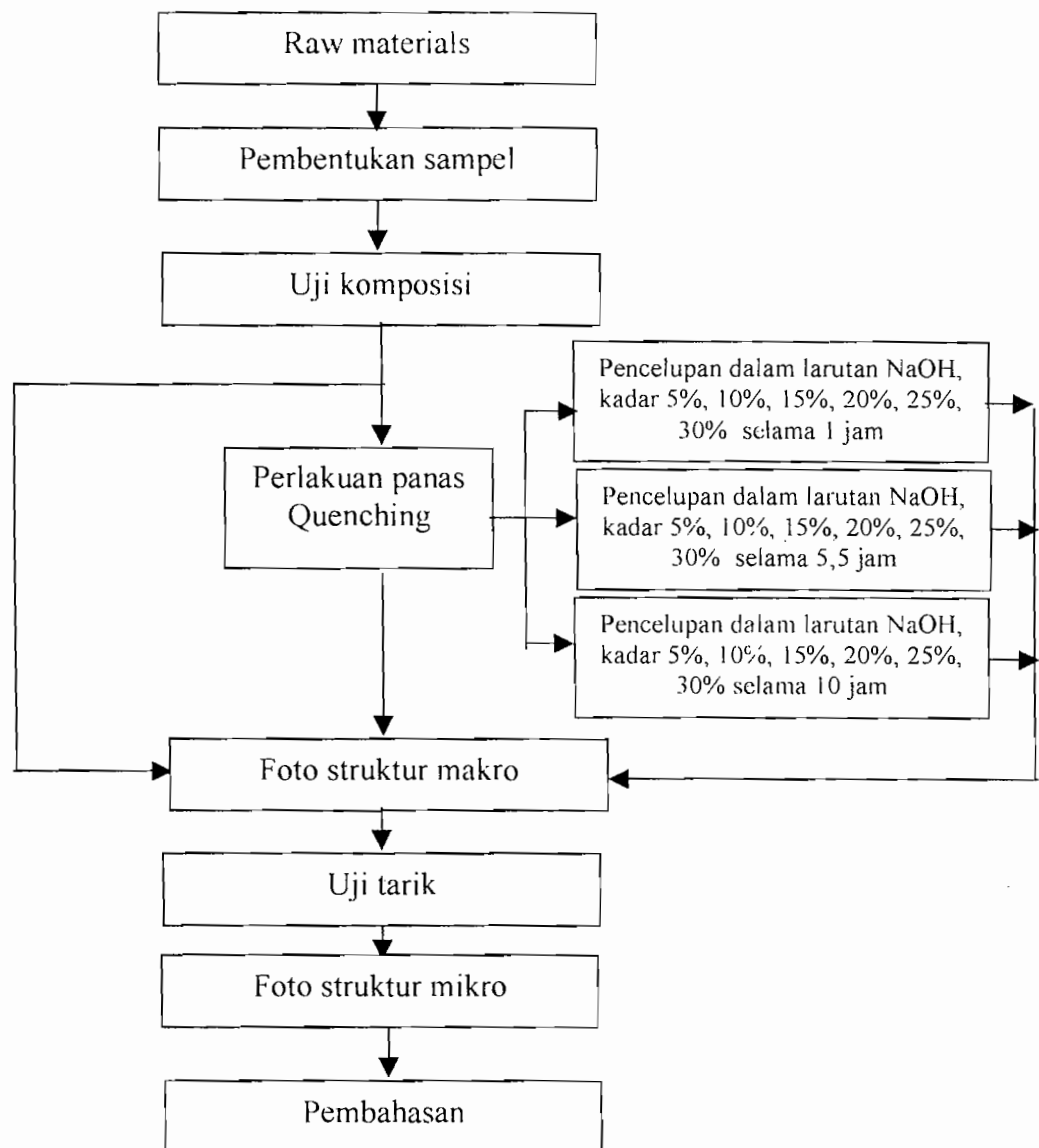 Raw materials
Pembentukan sampel
Uji komposisi
Perlakuan panas
Quenching
Pencelupan dalam larutan NaOH,
kadar 5%, 10%, 15%, 20%, 25%,
30% selama 1 jam
Pencelupan dalam larutan NaOH,
kadar 5%, 10%, 15%, 20%, 25%,
30% selama 5,5 jam
Pencelupan dalam larutan NaOH,
kadar 5%, 10%, 15%, 20%, 25%,
30% selama 10 jam
Foto struktur makro
Uji tarik
Foto struktur mikro
Pembahasan